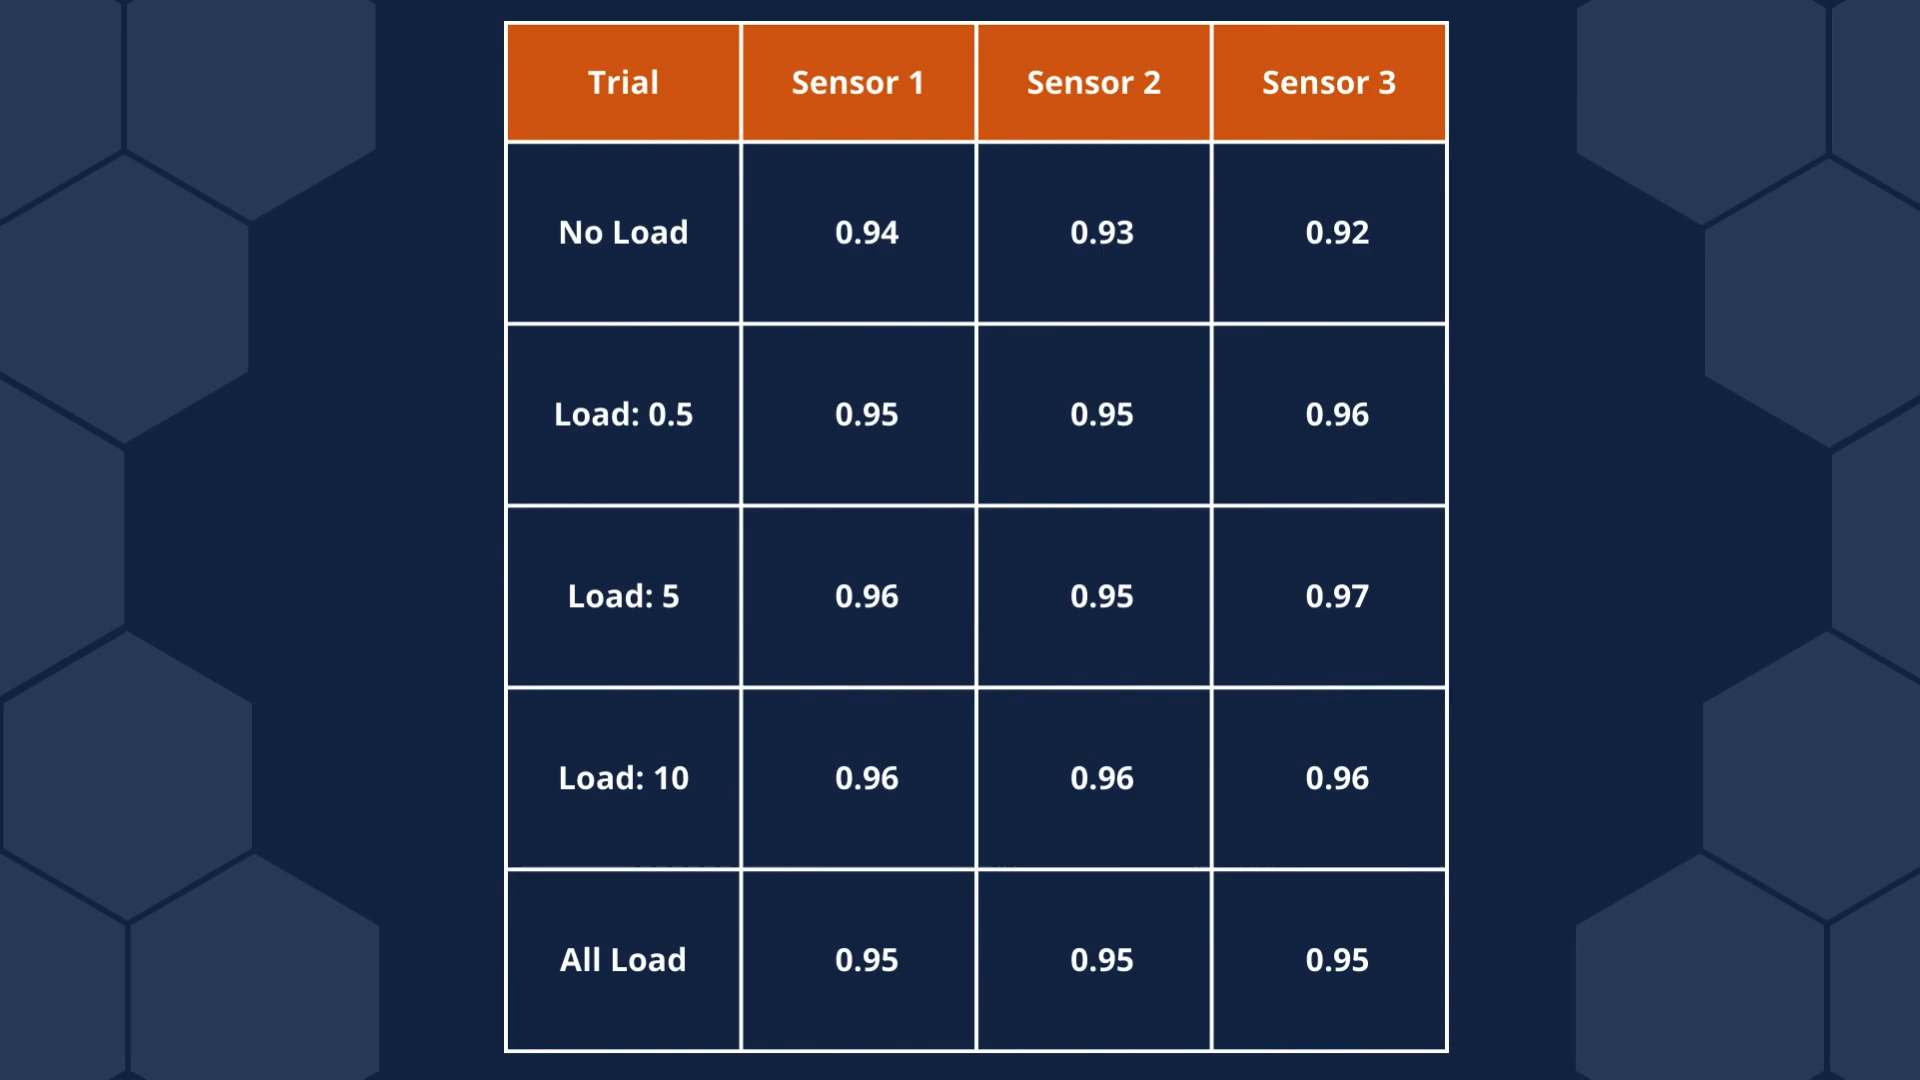 Trial Sensor 1 Sensor 2 Sensor 3
No Load 0.94 0.93 0.92
Load: 0.5 0.95 0.95 0.96
Load: 5 0.96 0.95 0.97
Load: 10 0.96 0.96 0.96
All Load 0.95 0.95 0.95